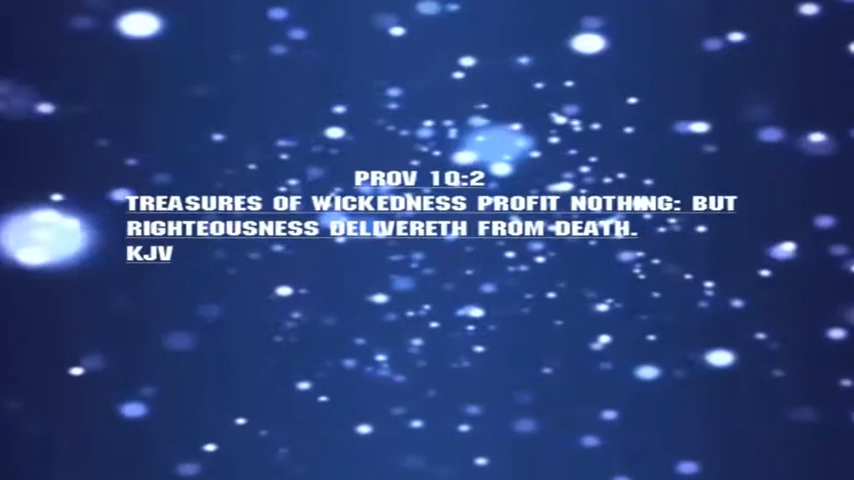 PROV 10:2
TREASURES OF WICKEDNESS PROFIT NOTHING: BUT
RIGHTEOUSNESS DELIVERETH FROM DEATH.
KJV